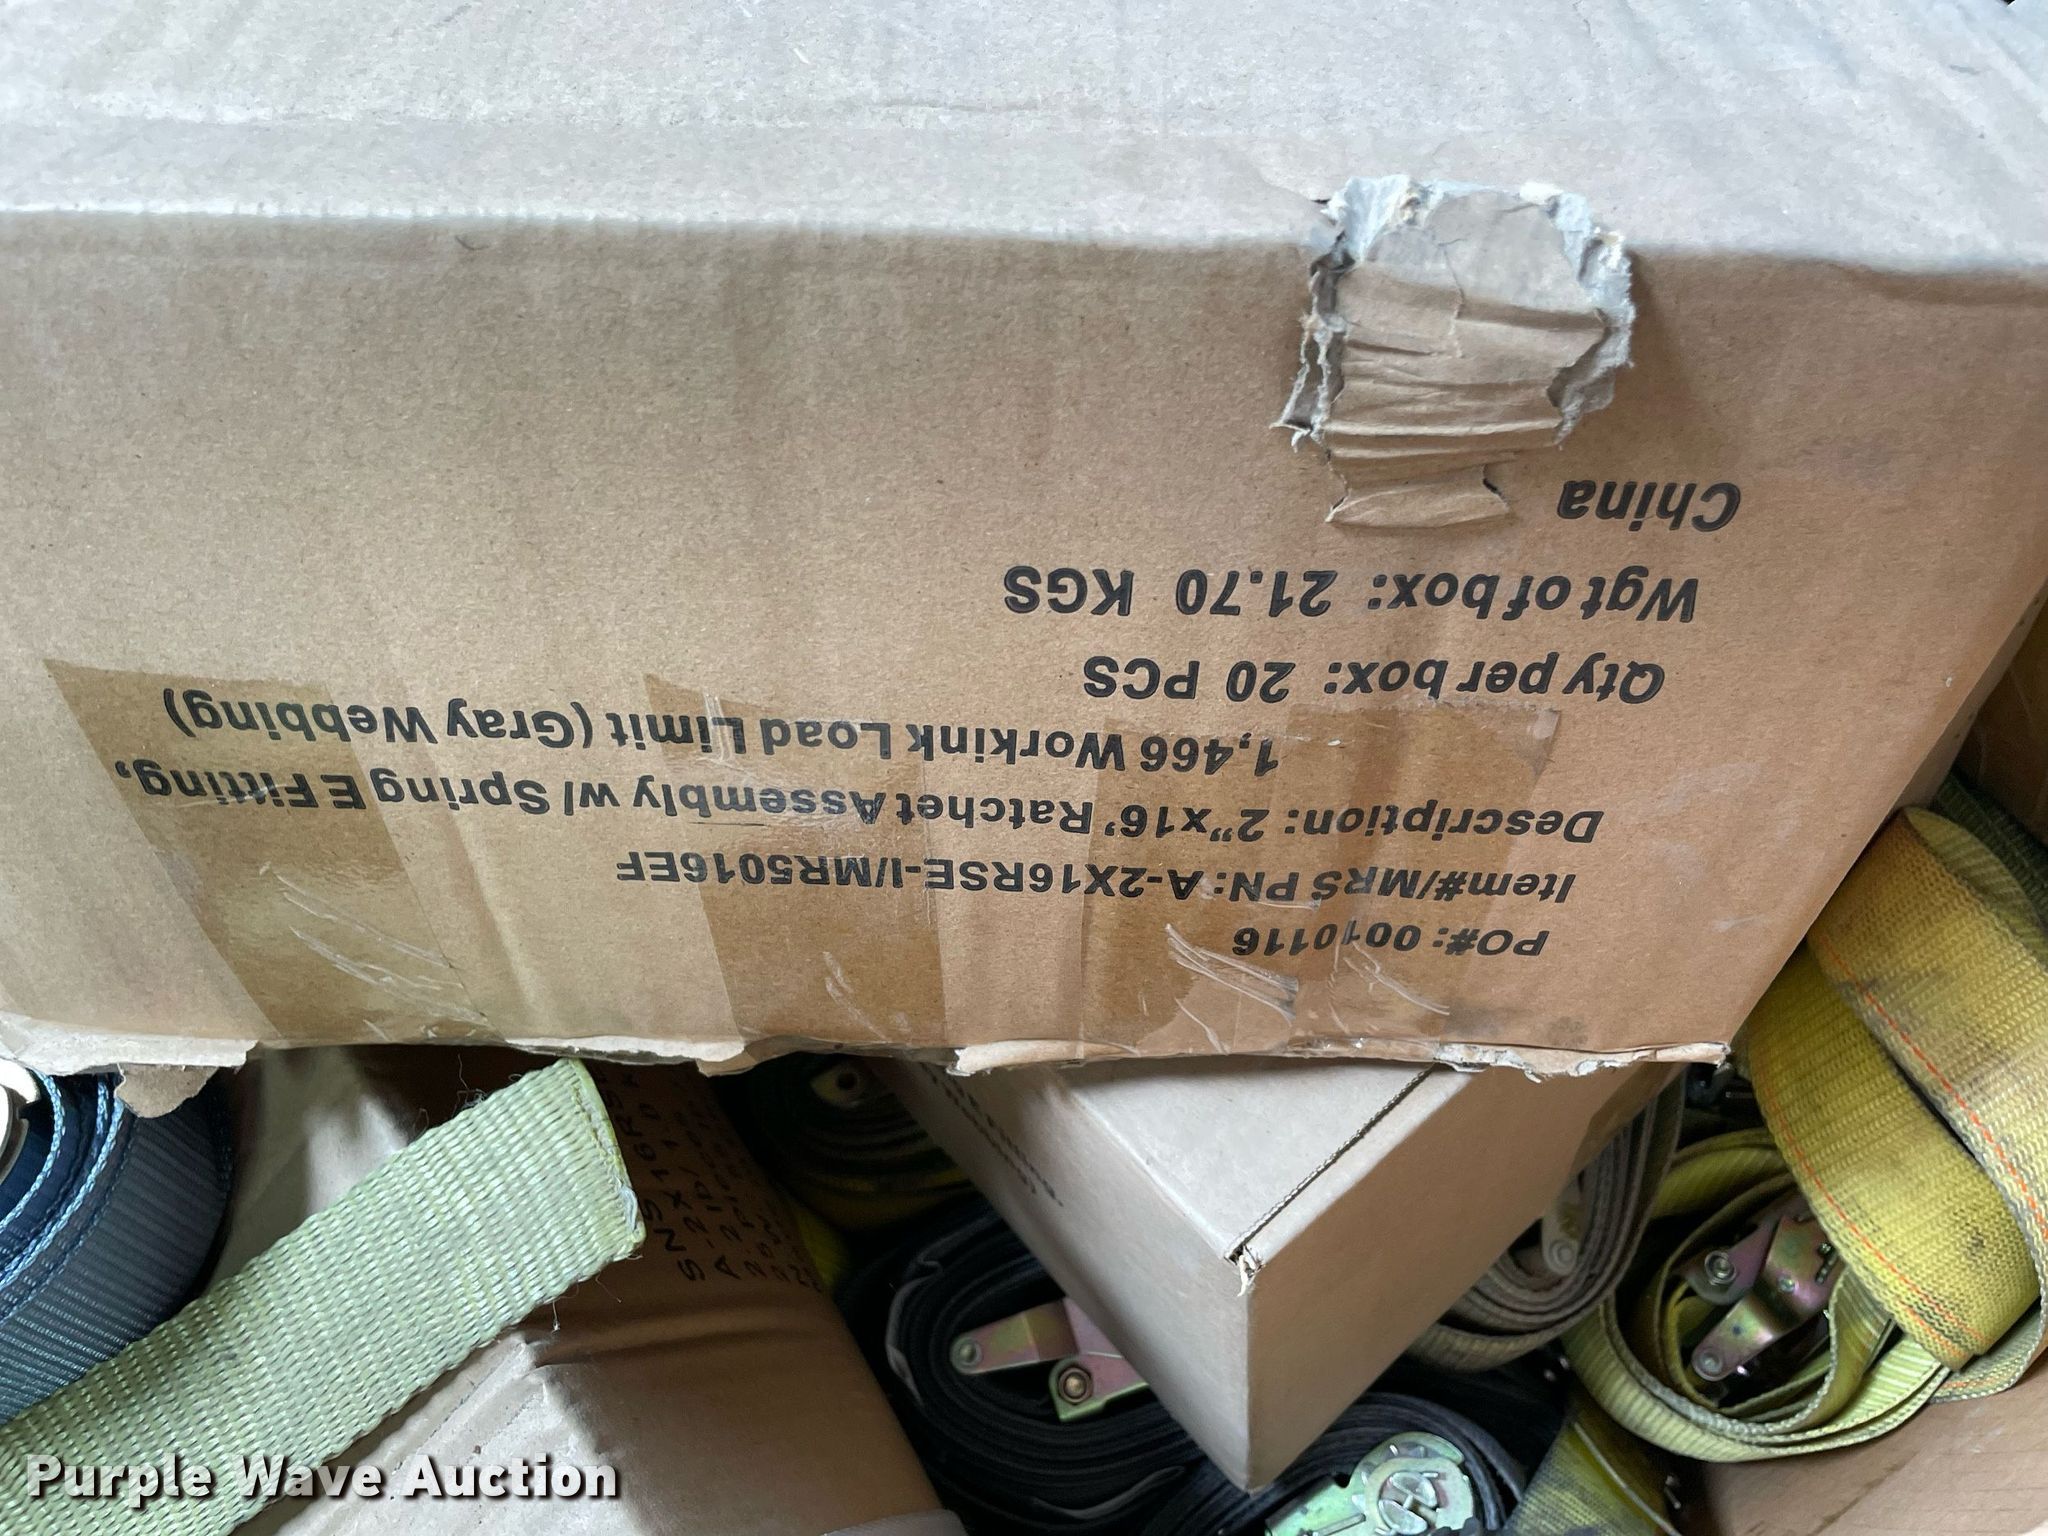 PO#: 0010116
Item#/MRS PN: A-2X16RSE-I/MR5016EF
Description: 2"x16' Ratchet Assembly w/ Spring E Fitting,
1,466 Workink Load Limit (Gray Webbing)
Qty per box: 20 PCS
Wgt of box: 21.70 KGS
China
Purple Wave Auction